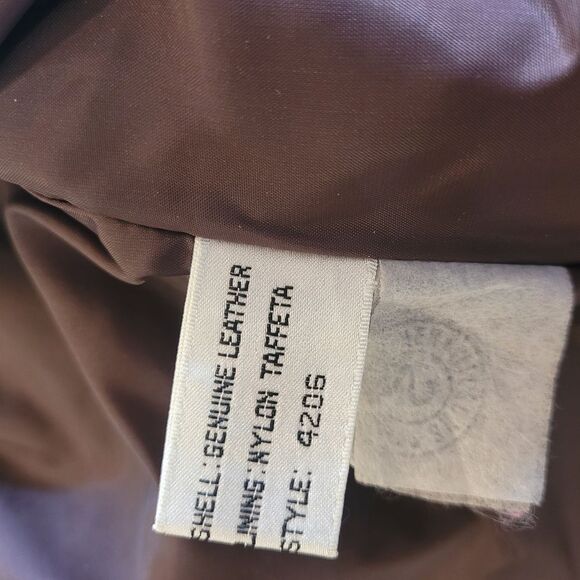 SHELL:GENUINE LEATHER
LINING:NYLON TAFFETA
STYLE: 4206